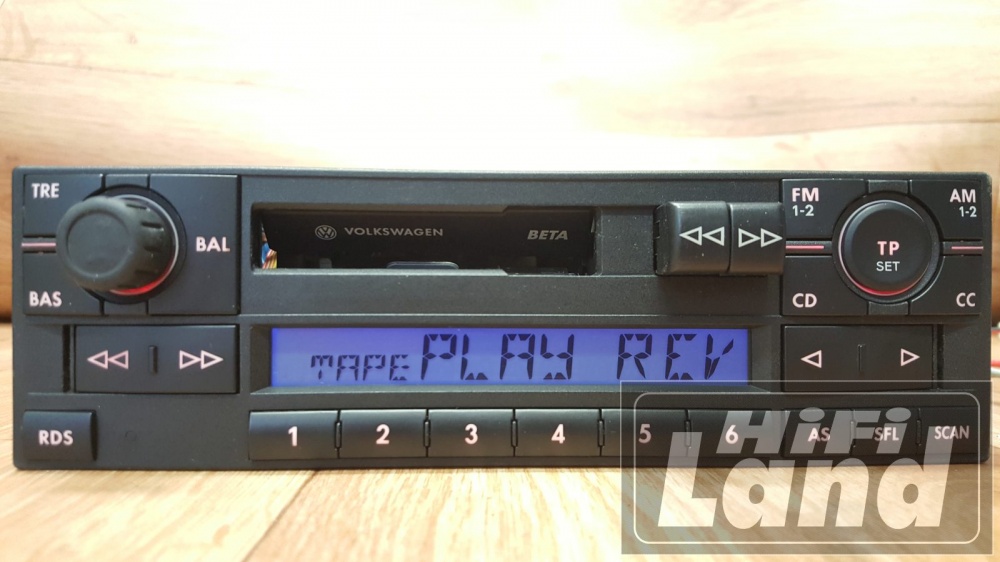 TRE
BAL
BAS
VOLKSWAGEN BETA
FM
1-2
AM
1-2
TP
SET
CD
CC
TAPE PLAY REV
RDS
1 2 3 4 5 6 AS SFL SCAN
HiFi
Land